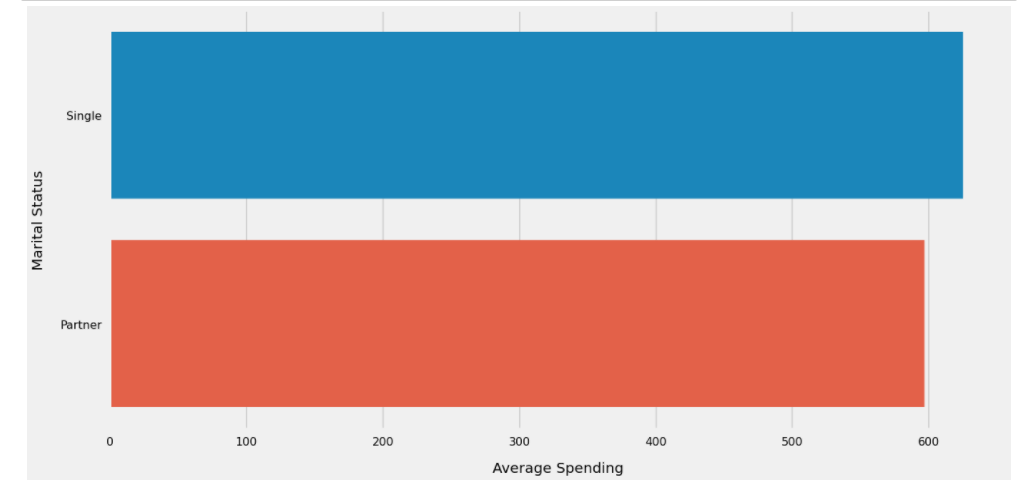 Single
Marital Status
Partner
0 100 200 300 400 500 600
Average Spending